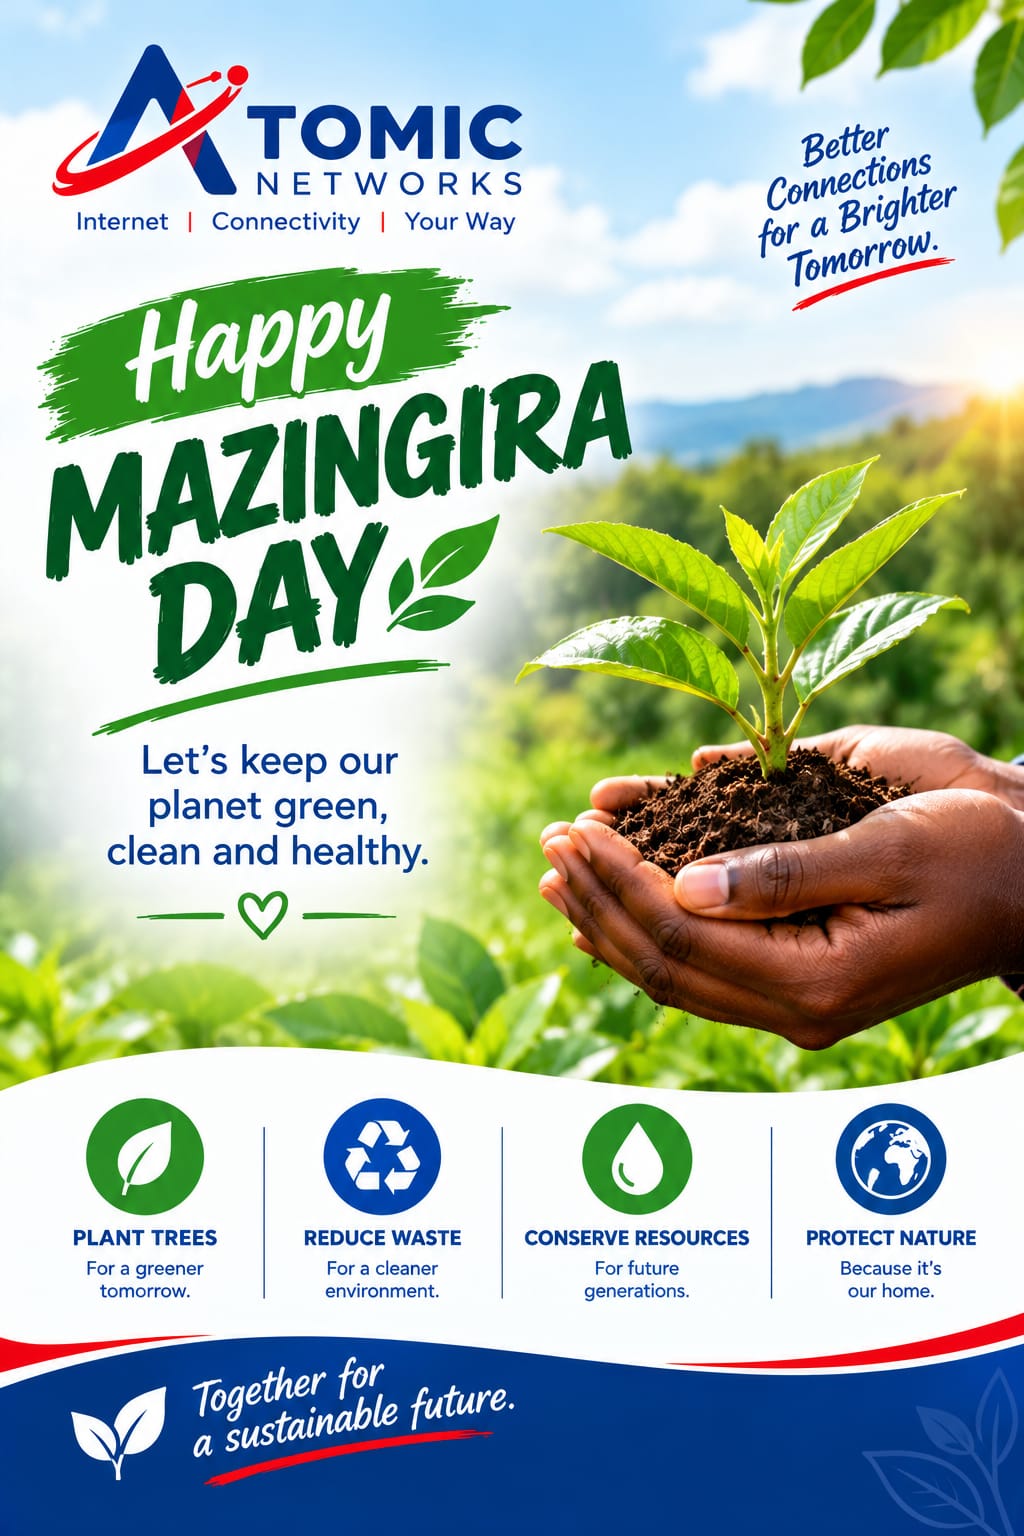 ATOMIC
NETWORKS
Internet | Connectivity | Your Way
Better
Connections
for a Brighter
Tomorrow.
Happy
MAZINGIRA
DAY
Let's keep our
planet green,
clean and healthy.
PLANT TREES
For a greener
tomorrow.
REDUCE WASTE
For a cleaner
environment.
CONSERVE RESOURCES
For future
generations.
PROTECT NATURE
Because it's
our home.
Together for
a sustainable future.